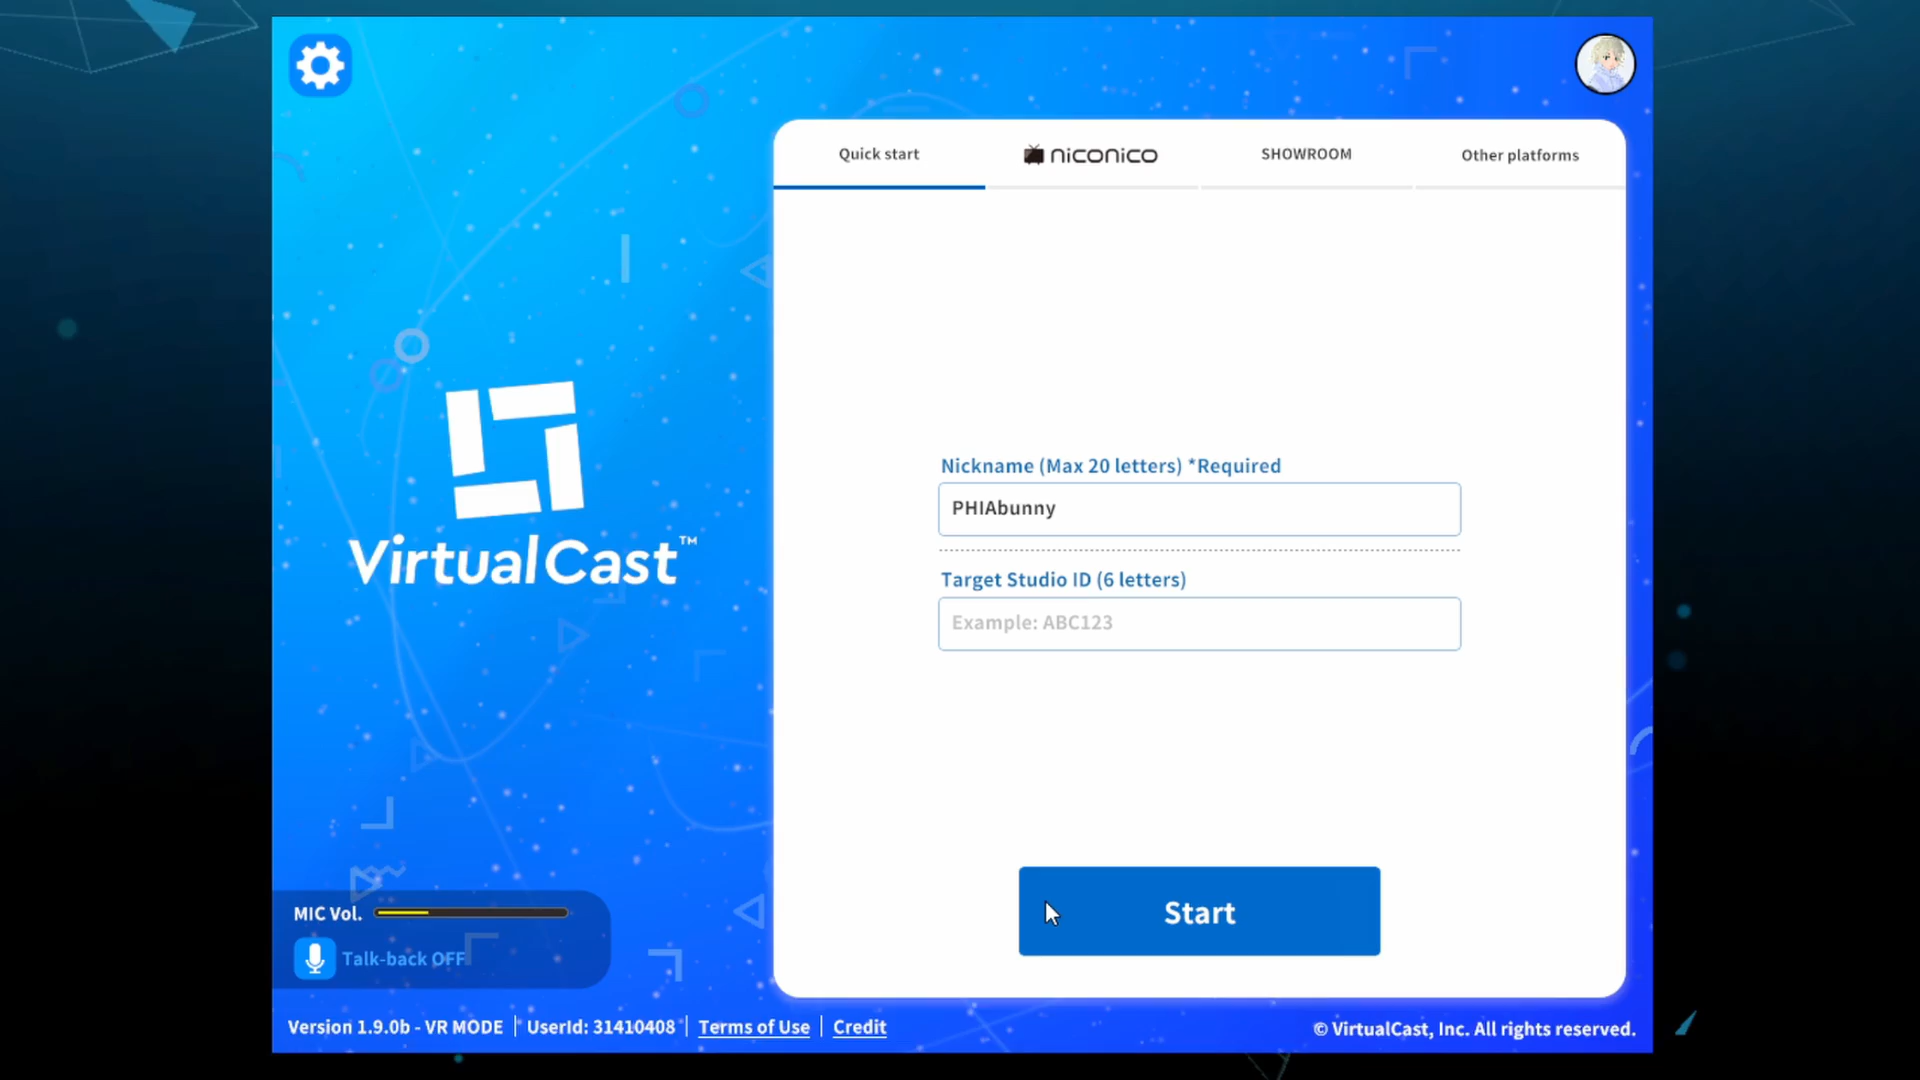 Quick start
niconico
SHOWROOM
Other platforms
Nickname (Max 20 letters) *Required
PHIAbunny
Target Studio ID (6 letters)
Example: ABC123
VirtualCast™
Start
MIC Vol.
Talk-back OFF
Version 1.9.0b - VR MODE | UserId: 31410408 | Terms of Use | Credit
© VirtualCast, Inc. All rights reserved.